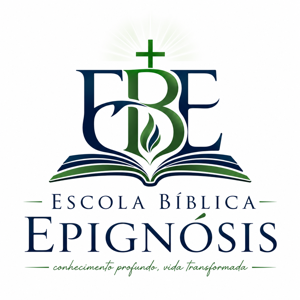 EBE
ESCOLA BÍBLICA
EPIGNÓSIS
conhecimento profundo, vida transformada